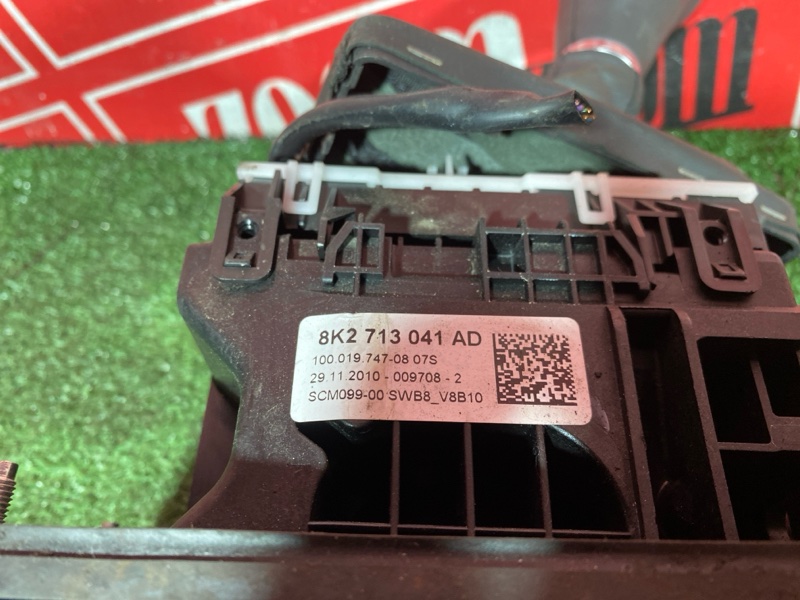 8K2 713 041 AD
100.019.747-08 07S
29.11.2010 - 009708 - 2
SCM099-00 SWB8_V8B10